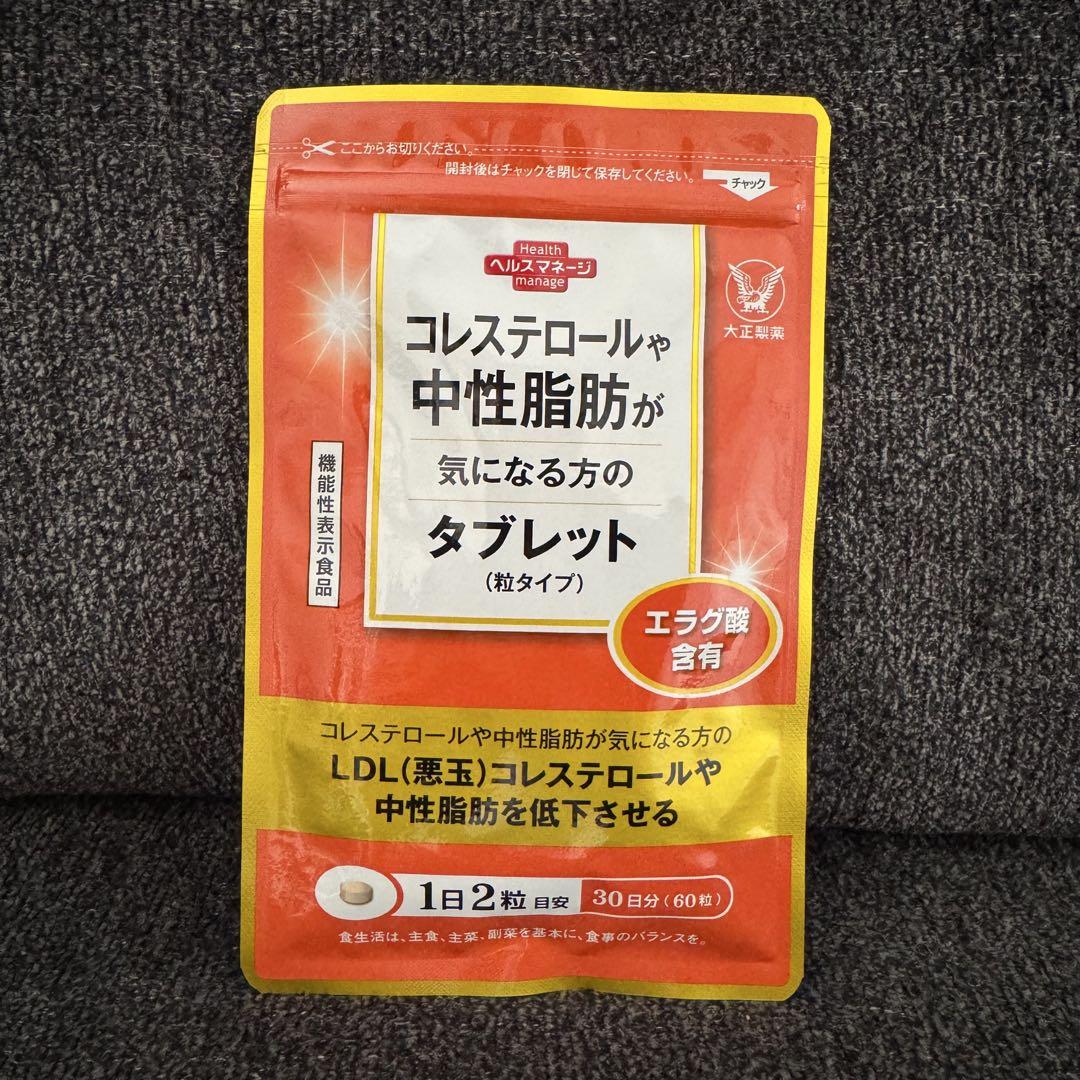 ここからお切りください。
開封後はチャックを閉じて保存してください。
チャック
Health
ヘルスマネージ
manage
大正製薬
コレステロールや
中性脂肪が
気になる方の
タブレット
(粒タイプ)
機能性表示食品
エラグ酸
含有
コレステロールや中性脂肪が気になる方の
LDL(悪玉)コレステロールや
中性脂肪を低下させる
1日2粒目安
30日分(60粒)
食生活は、主食、主菜、副菜を基本に、食事のバランスを。